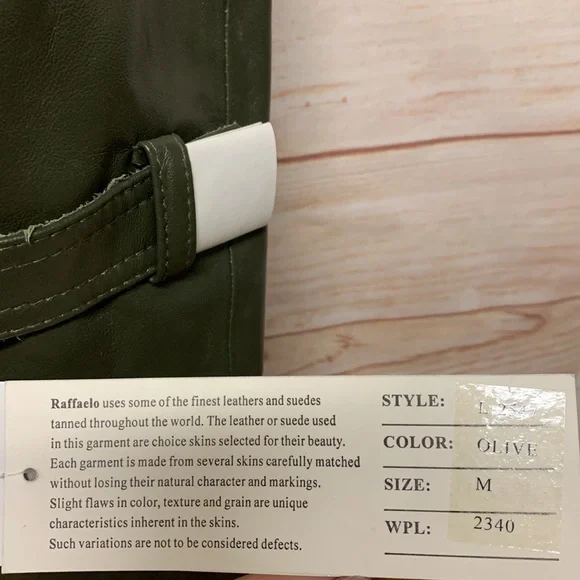 Raffaelo uses some of the finest leathers and suedes
tanned throughout the world. The leather or suede used
in this garment are choice skins selected for their beauty.
Each garment is made from several skins carefully matched
without losing their natural character and markings.
Slight flaws in color, texture and grain are unique
characteristics inherent in the skins.
Such variations are not to be considered defects.
STYLE:
COLOR: OLIVE
SIZE: M
WPL: 2340